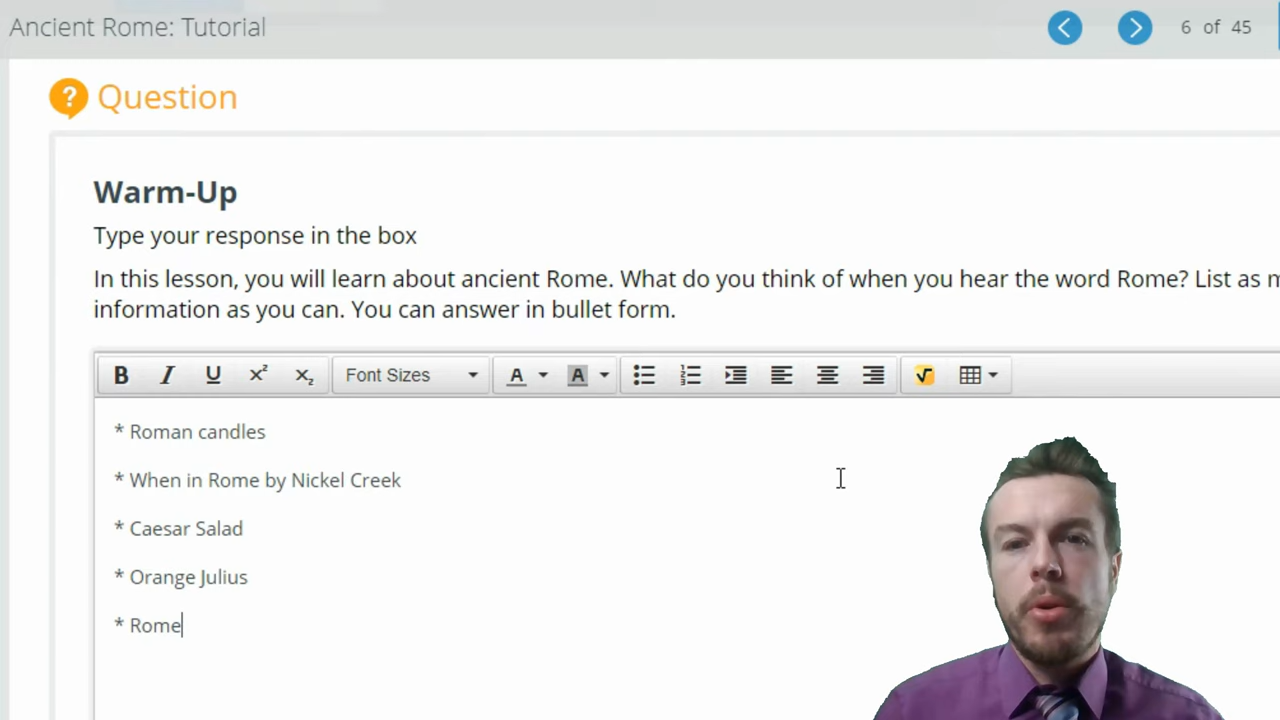 Ancient Rome: Tutorial
6 of 45
? Question
Warm-Up
Type your response in the box
In this lesson, you will learn about ancient Rome. What do you think of when you hear the word Rome? List as
information as you can. You can answer in bullet form.
B I U x² x₂ Font Sizes A A √
* Roman candles
* When in Rome by Nickel Creek
* Caesar Salad
* Orange Julius
* Rome